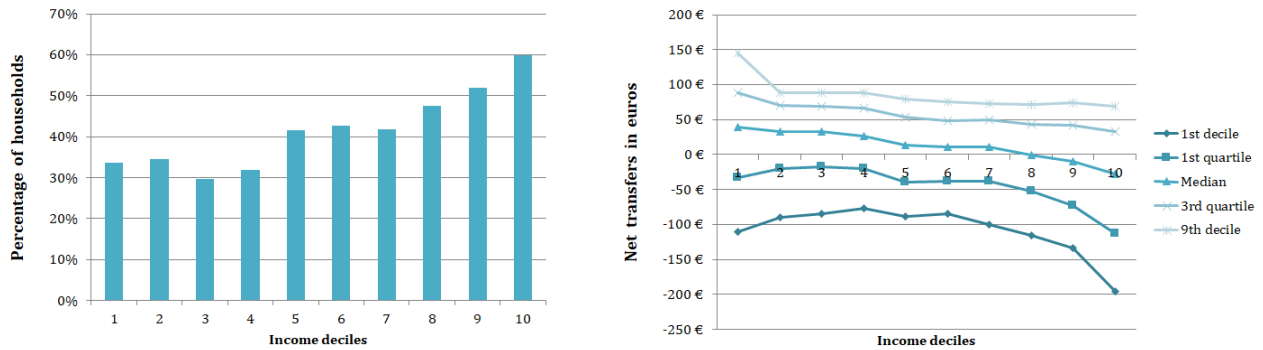 70%
60%
50%
40%
30%
20%
10%
0%
Percentage of households
1 2 3 4 5 6 7 8 9 10
Income deciles
200 €
150 €
100 €
50 €
0 €
-50 €
-100 €
-150 €
-200 €
-250 €
Net transfers in euros
1 2 3 4 5 6 7 8 9 10
Income deciles
1st decile
1st quartile
Median
3rd quartile
9th decile